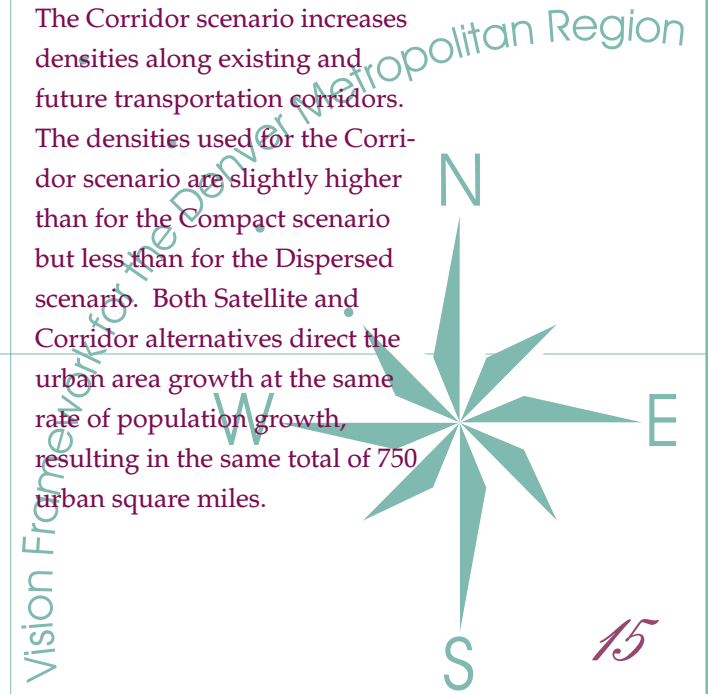 The Corridor scenario increases
densities along existing and
future transportation corridors.
The densities used for the Corri-
dor scenario are slightly higher
than for the Compact scenario
but less than for the Dispersed
scenario.  Both Satellite and
Corridor alternatives direct the
urban area growth at the same
rate of population growth,
resulting in the same total of 750
urban square miles.
Vision Framework for the Denver Metropolitan Region
N
W
E
S
15